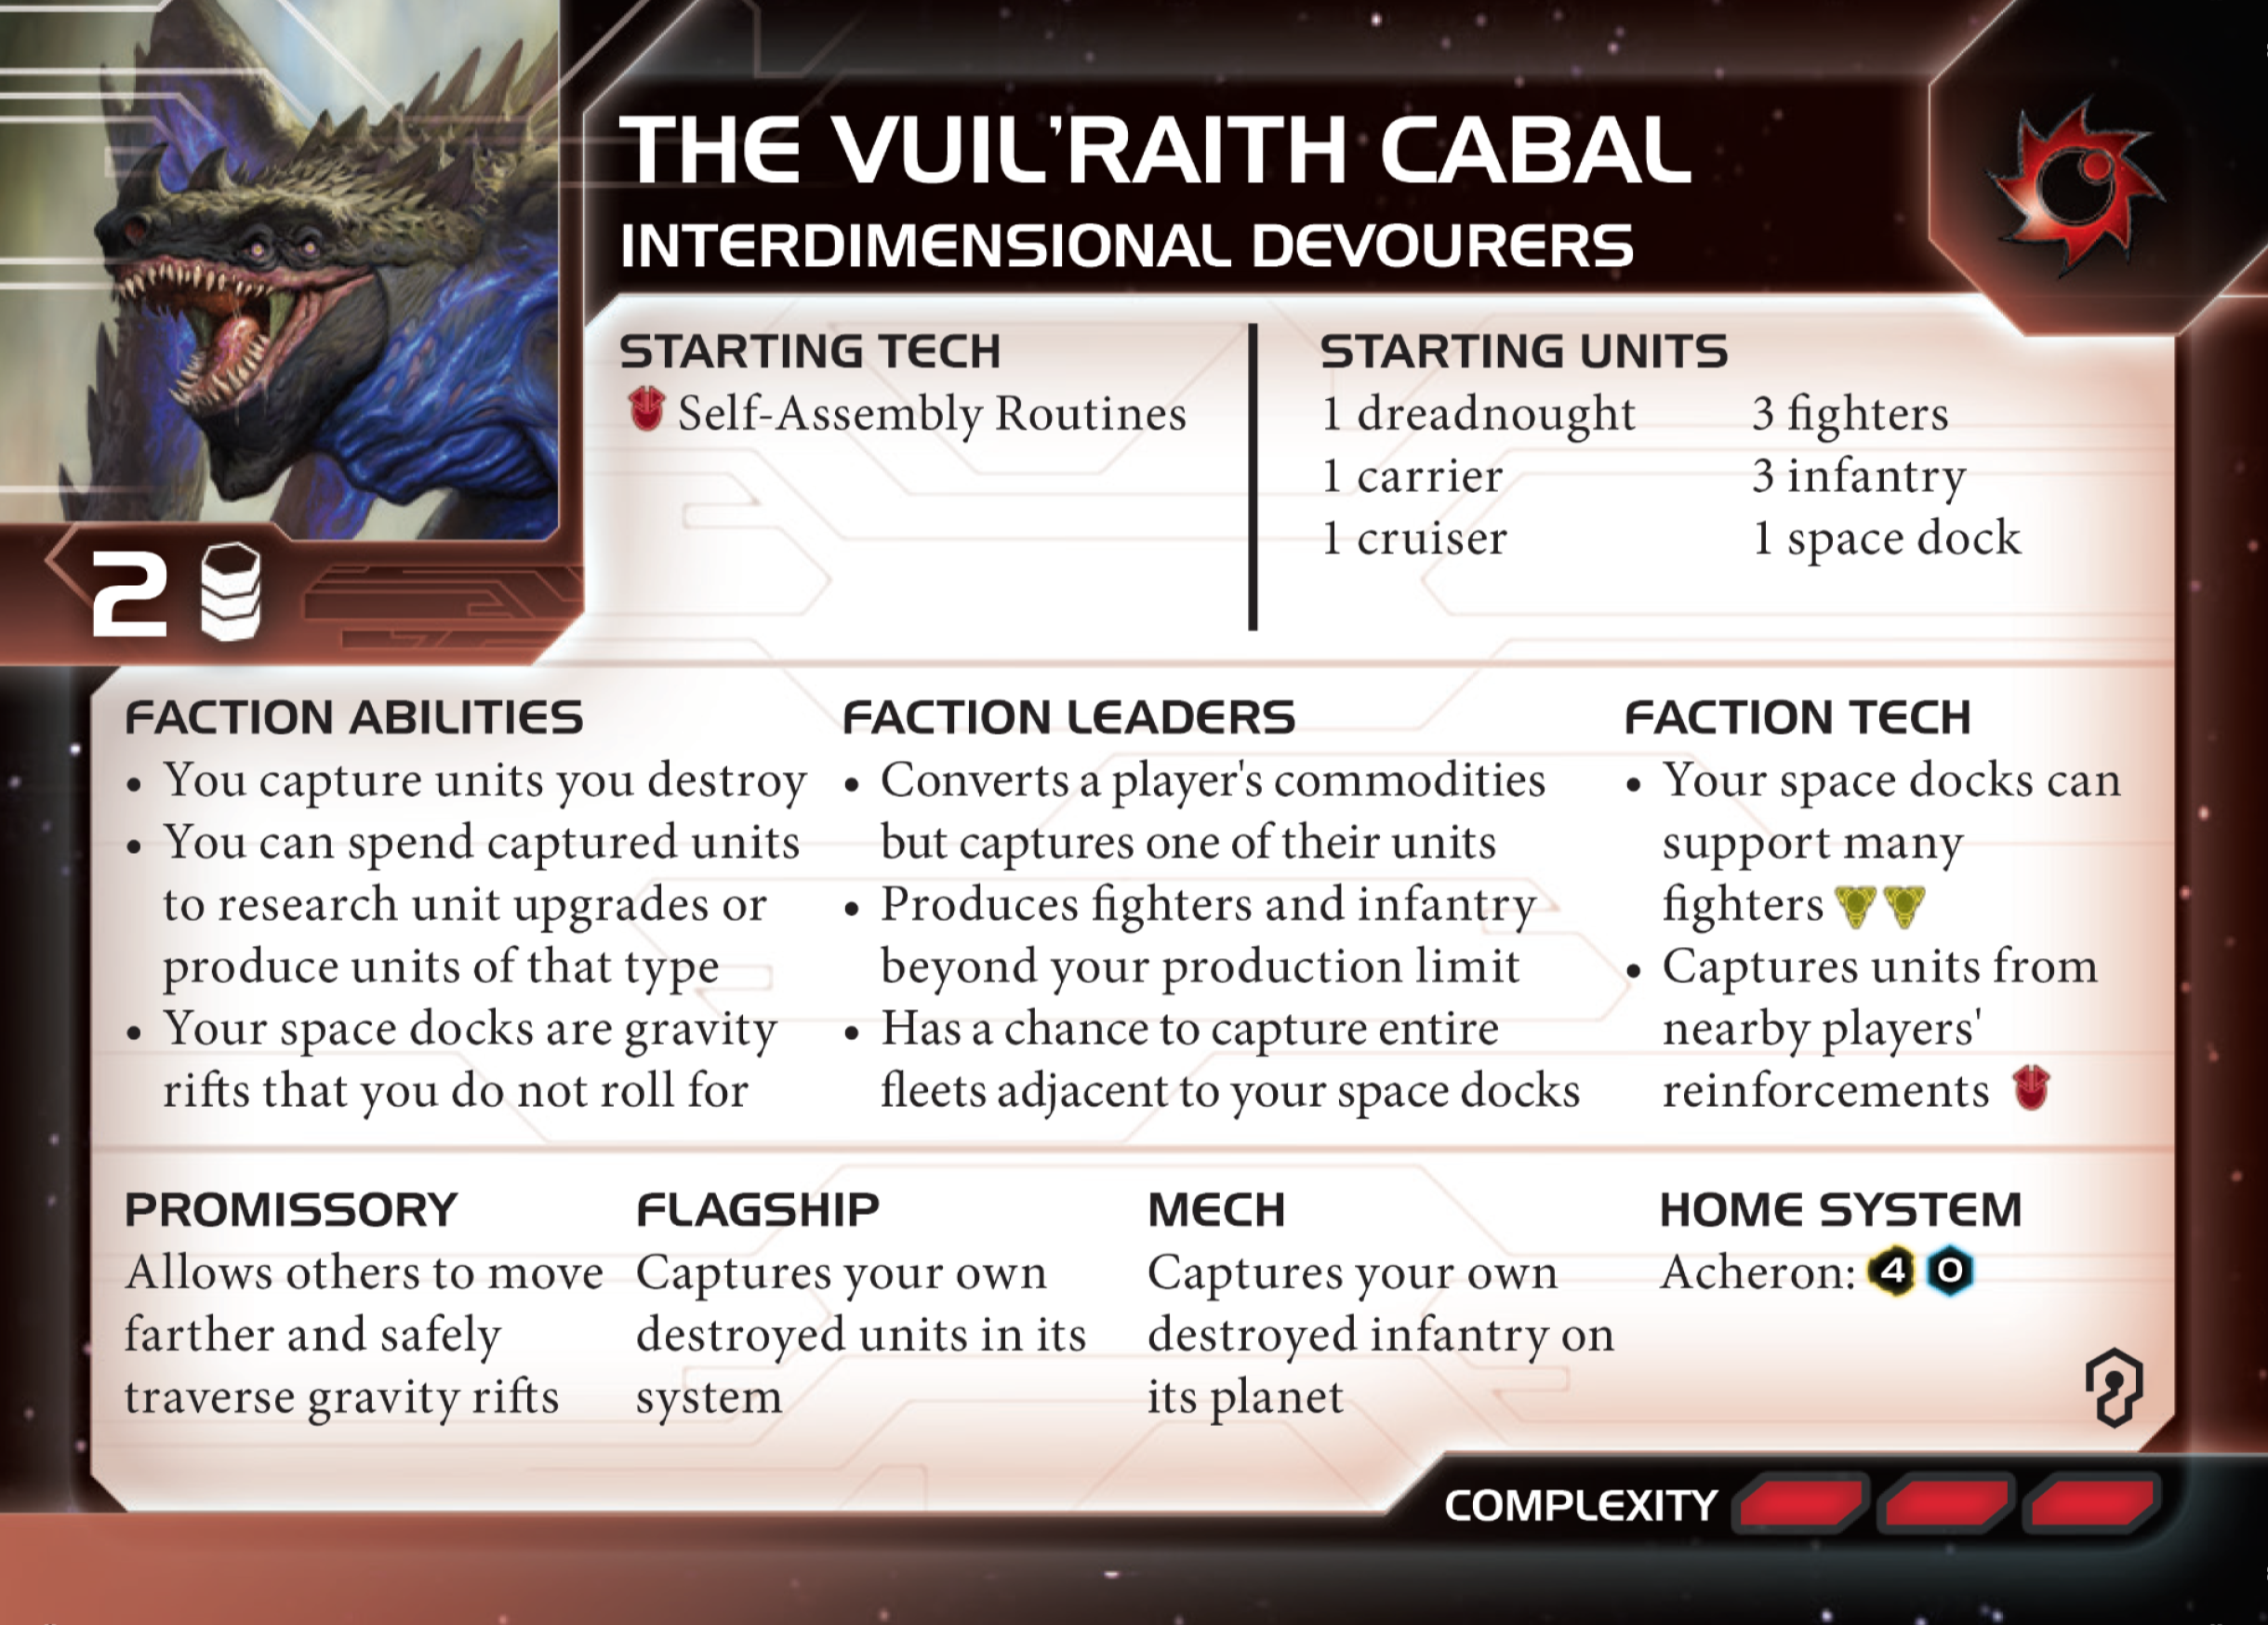 THE VUIL'RAITH CABAL
INTERDIMENSIONAL DEVOURERS
2
STARTING TECH
Self-Assembly Routines
STARTING UNITS
1 dreadnought
1 carrier
1 cruiser
3 fighters
3 infantry
1 space dock
FACTION ABILITIES
• You capture units you destroy
• You can spend captured units
to research unit upgrades or
produce units of that type
• Your space docks are gravity
rifts that you do not roll for
FACTION LEADERS
• Converts a player's commodities
but captures one of their units
• Produces fighters and infantry
beyond your production limit
• Has a chance to capture entire
fleets adjacent to your space docks
FACTION TECH
• Your space docks can
support many
fighters
• Captures units from
nearby players'
reinforcements
PROMISSORY
Allows others to move
farther and safely
traverse gravity rifts
FLAGSHIP
Captures your own
destroyed units in its
system
MECH
Captures your own
destroyed infantry on
its planet
HOME SYSTEM
Acheron: 4 0
COMPLEXITY